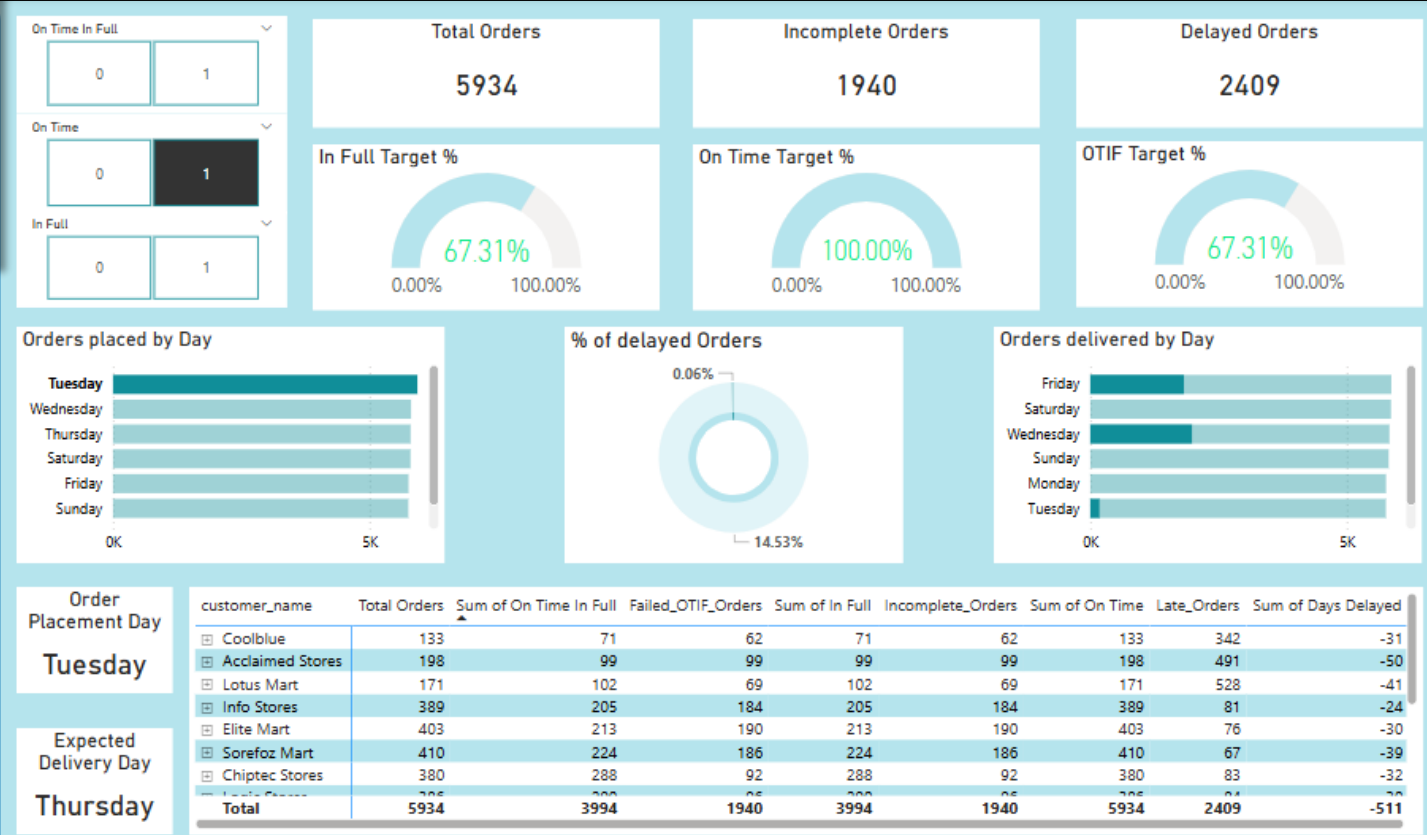 On Time In Full
0 1
On Time
0 1
In Full
0 1
Total Orders
5934
Incomplete Orders
1940
Delayed Orders
2409
In Full Target %
67.31%
0.00% 100.00%
On Time Target %
100.00%
0.00% 100.00%
OTIF Target %
67.31%
0.00% 100.00%
Orders placed by Day
Tuesday
Wednesday
Thursday
Saturday
Friday
Sunday
0K 5K
% of delayed Orders
0.06%
14.53%
Orders delivered by Day
Friday
Saturday
Wednesday
Sunday
Monday
Tuesday
0K 5K
Order
Placement Day
Tuesday
Expected
Delivery Day
Thursday
customer_name Total Orders Sum of On Time In Full Failed_OTIF_Orders Sum of In Full Incomplete_Orders Sum of On Time Late_Orders Sum of Days Delayed
Coolblue 133 71 62 71 62 133 342 -31
Acclaimed Stores 198 99 99 99 99 198 491 -50
Lotus Mart 171 102 69 102 69 171 528 -41
Info Stores 389 205 184 205 184 389 81 -24
Elite Mart 403 213 190 213 190 403 76 -30
Sorefoz Mart 410 224 186 224 186 410 67 -39
Chiptec Stores 380 288 92 288 92 380 83 -32
Total 5934 3994 1940 3994 1940 5934 2409 -511